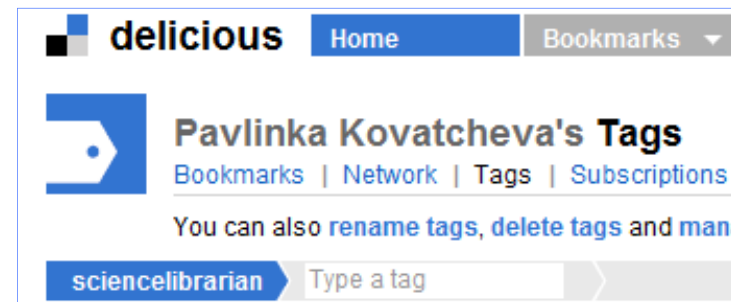 delicious Home Bookmarks
Pavlinka Kovatcheva's Tags
Bookmarks | Network | Tags | Subscriptions
You can also rename tags, delete tags and man
sciencelibrarian Type a tag